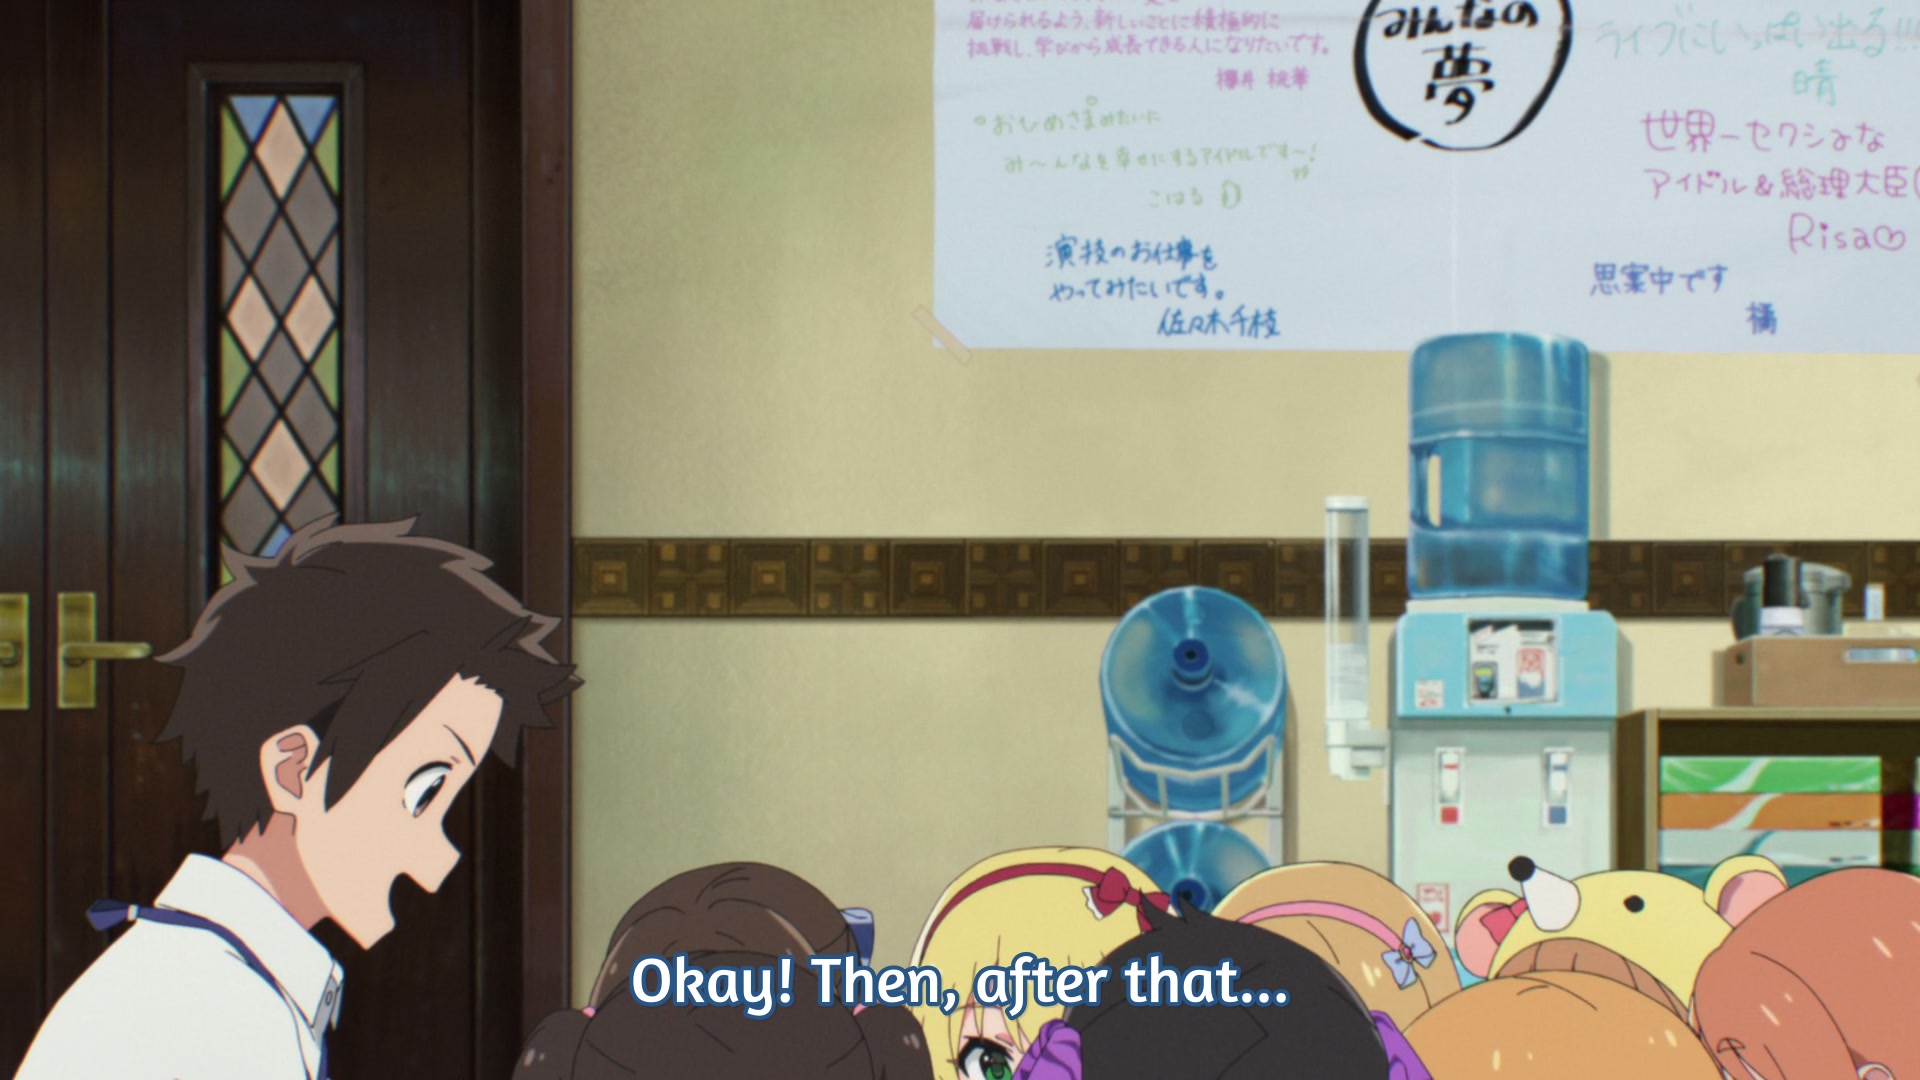 届けられるよう、新しいことに積極的に
挑戦し、学びから成長できる人になりたいです。
櫻井 桃華
おひめさまみたいに
み〜んなを幸せにするアイドルです〜!
こはる
演技のお仕事を
やってみたいです。
佐々木千枝
みんなの
夢
ライブにいっぱい出る!!!
晴
世界一セクシーな
アイドル&総理大臣
Risa♡
思案中です
橘
Okay! Then, after that...